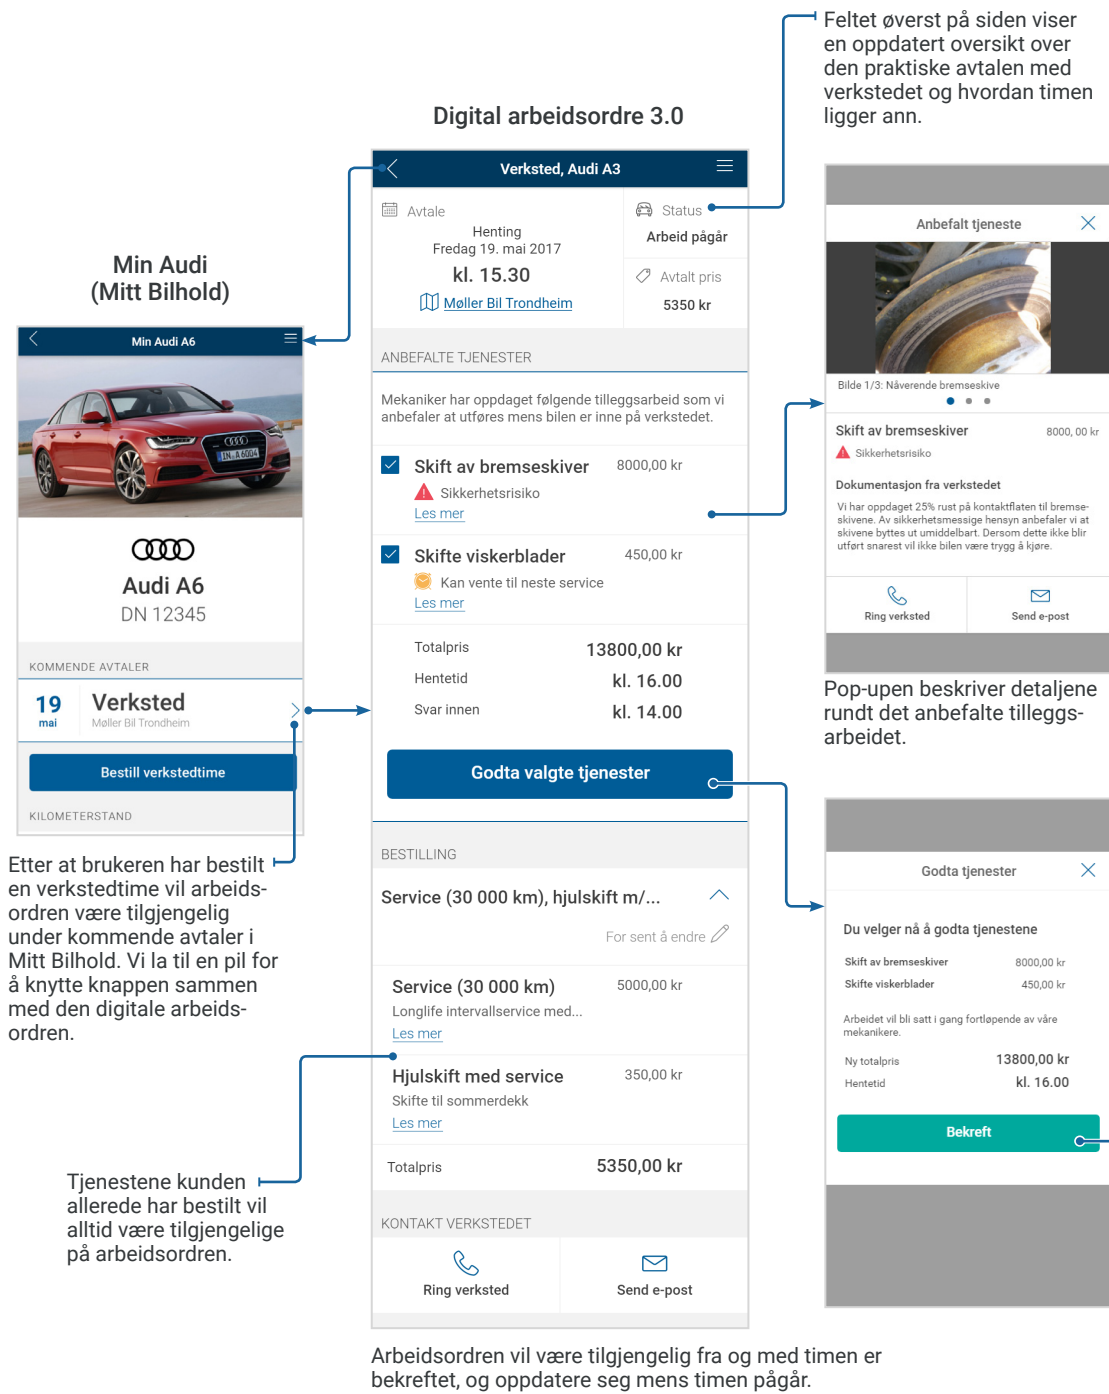 Feltet øverst på siden viser
en oppdatert oversikt over
den praktiske avtalen med
verkstedet og hvordan timen
ligger ann.
Digital arbeidsordre 3.0
Verksted, Audi A3
Avtale
Henting
Fredag 19. mai 2017
kl. 15.30
Møller Bil Trondheim
Status
Arbeid pågår
Avtalt pris
5350 kr
ANBEFALTE TJENESTER
Mekaniker har oppdaget følgende tilleggsarbeid som vi
anbefaler at utføres mens bilen er inne på verkstedet.
Skift av bremseskiver 8000,00 kr
Sikkerhetsrisiko
Les mer
Skifte viskerblader 450,00 kr
Kan vente til neste service
Les mer
Totalpris 13800,00 kr
Hentetid kl. 16.00
Svar innen kl. 14.00
Godta valgte tjenester
BESTILLING
Service (30 000 km), hjulskift m/...
For sent å endre
Service (30 000 km) 5000,00 kr
Longlife intervallservice med...
Les mer
Hjulskift med service 350,00 kr
Skifte til sommerdekk
Les mer
Totalpris 5350,00 kr
KONTAKT VERKSTEDET
Ring verksted Send e-post
Arbeidsordren vil være tilgjengelig fra og med timen er
bekreftet, og oppdatere seg mens timen pågår.
Min Audi
(Mitt Bilhold)
Min Audi A6
IN A 6004
Audi A6
DN 12345
KOMMENDE AVTALER
19
mai
Verksted
Møller Bil Trondheim
Bestill verkstedtime
KILOMETERSTAND
Etter at brukeren har bestilt
en verkstedtime vil arbeids-
ordren være tilgjengelig
under kommende avtaler i
Mitt Bilhold. Vi la til en pil for
å knytte knappen sammen
med den digitale arbeids-
ordren.
Tjenestene kunden
allerede har bestilt vil
alltid være tilgjengelige
på arbeidsordren.
Anbefalt tjeneste
Bilde 1/3: Nåverende bremseskive
Skift av bremseskiver 8000, 00 kr
Sikkerhetsrisiko
Dokumentasjon fra verkstedet
Vi har oppdaget 25% rust på kontaktflaten til bremse-
skivene. Av sikkerhetsmessige hensyn anbefaler vi at
skivene byttes ut umiddelbart. Dersom dette ikke blir
utført snarest vil ikke bilen være trygg å kjøre.
Ring verksted Send e-post
Pop-upen beskriver detaljene
rundt det anbefalte tilleggs-
arbeidet.
Godta tjenester
Du velger nå å godta tjenestene
Skift av bremseskiver 8000,00 kr
Skifte viskerblader 450,00 kr
Arbeidet vil bli satt i gang fortløpende av våre
mekanikere.
Ny totalpris 13800,00 kr
Hentetid kl. 16.00
Bekreft